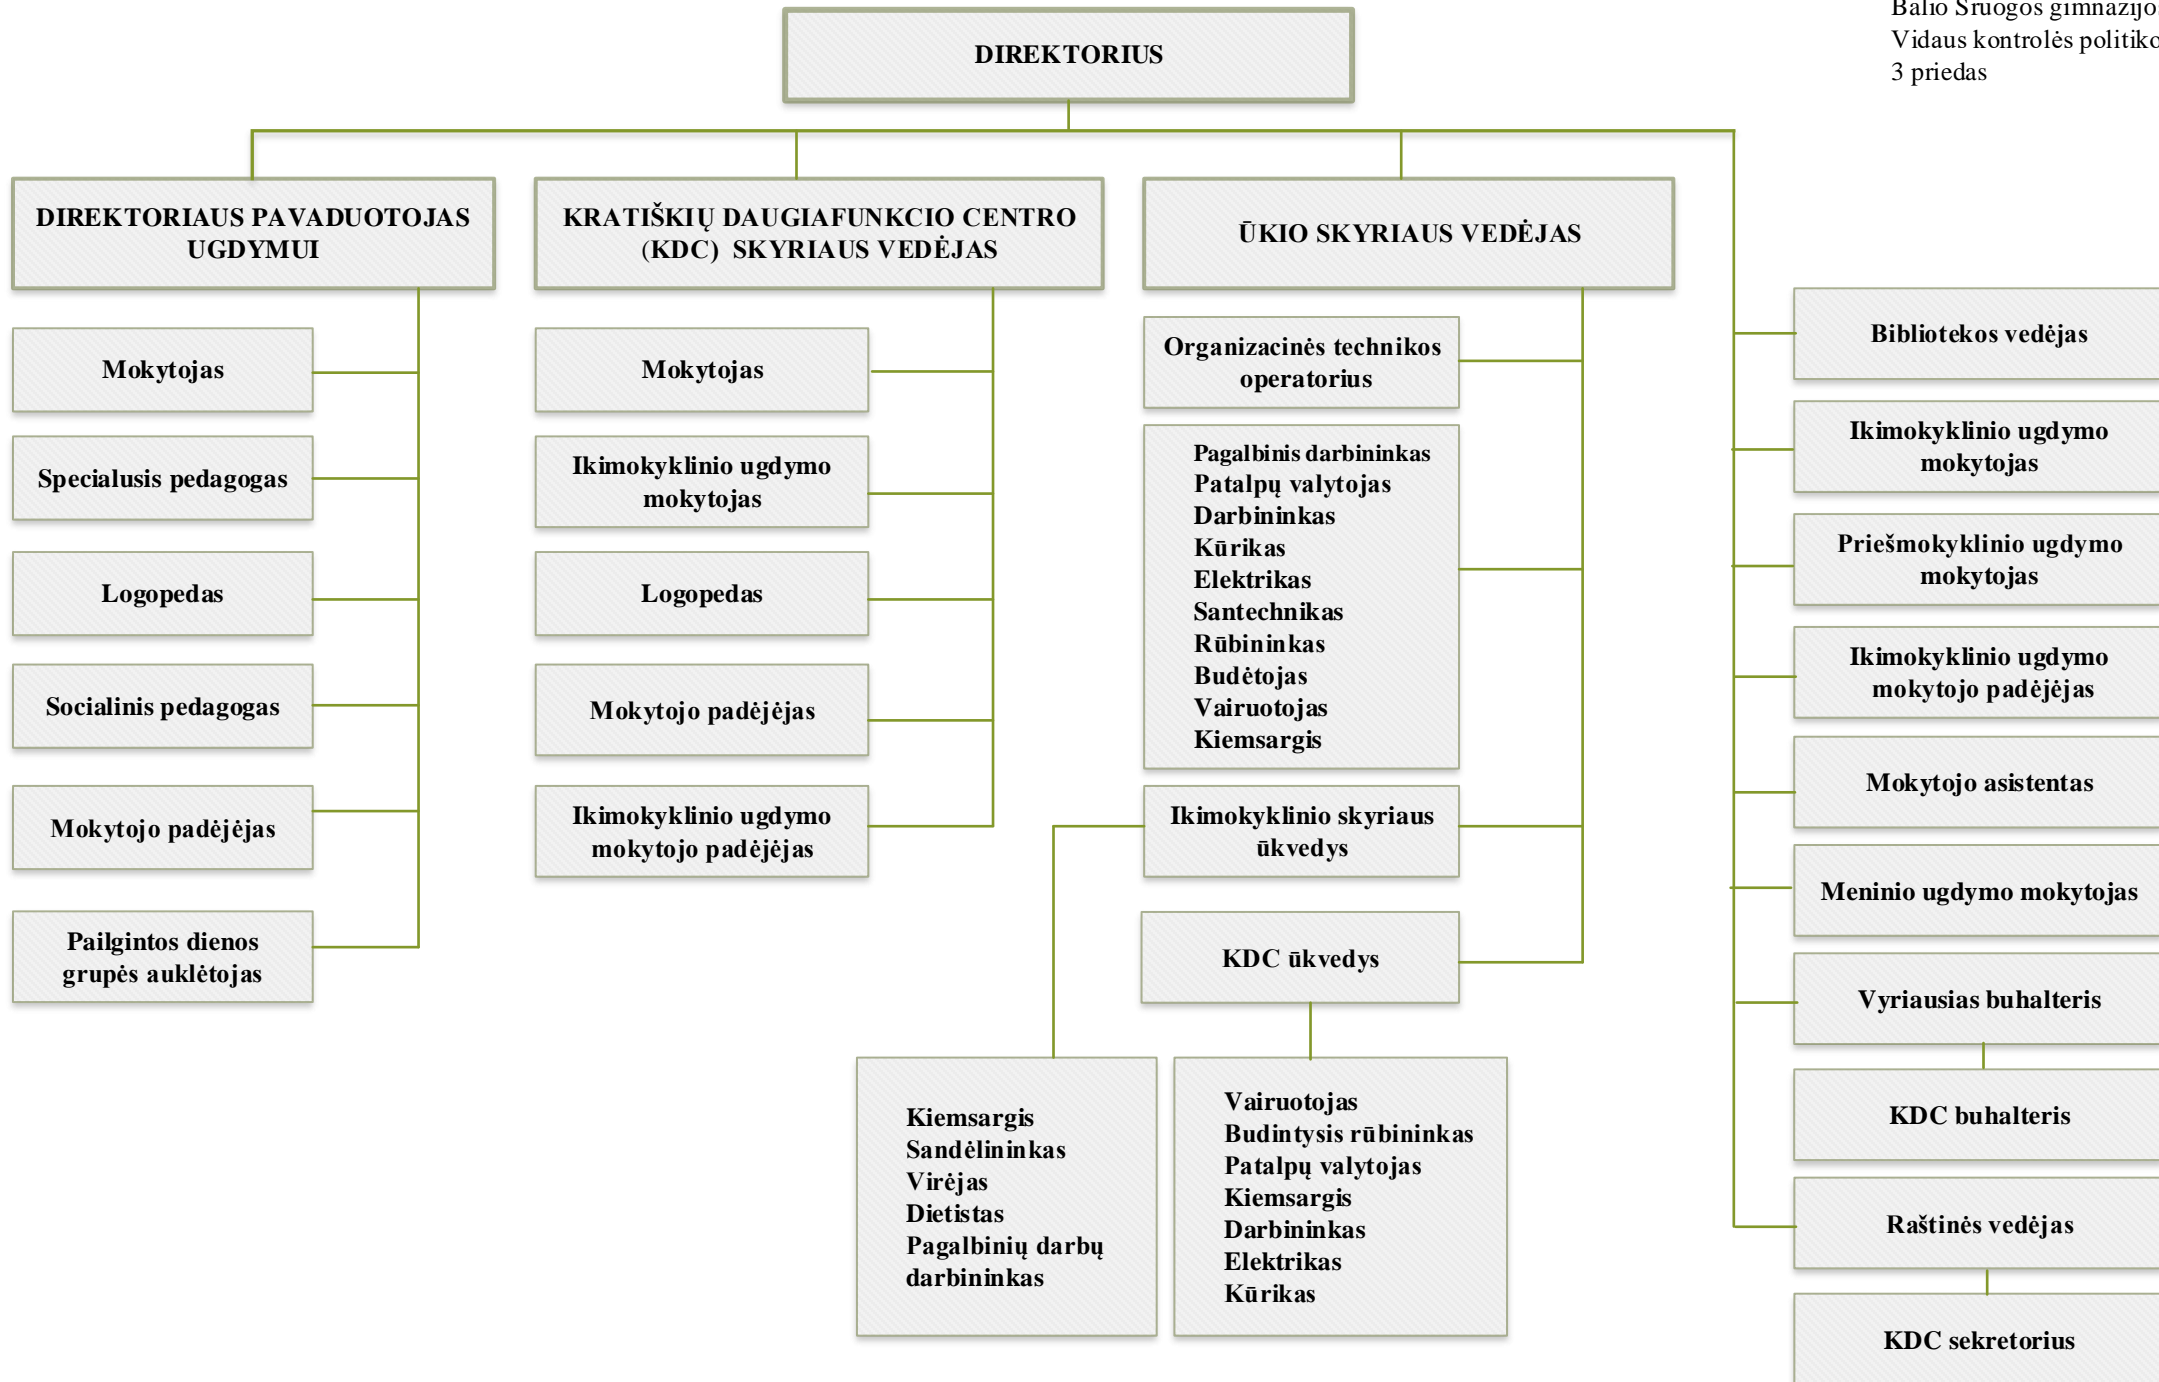 Balio Sruogos gimnazijos
Vidaus kontrolės politiko
3 priedas
DIREKTORIUS
DIREKTORIAUS PAVADUOTOJAS
UGDYMUI
KRATIŠKIŲ DAUGIAFUNKCIO CENTRO
(KDC) SKYRIAUS VEDĖJAS
ŪKIO SKYRIAUS VEDĖJAS
Mokytojas
Specialusis pedagogas
Logopedas
Socialinis pedagogas
Mokytojo padėjėjas
Pailgintos dienos
grupės auklėtojas
Mokytojas
Ikimokyklinio ugdymo
mokytojas
Logopedas
Mokytojo padėjėjas
Ikimokyklinio ugdymo
mokytojo padėjėjas
Organizacinės technikos
operatorius
Pagalbinis darbininkas
Patalpų valytojas
Darbininkas
Kūrikas
Elektrikas
Santechnikas
Rūbininkas
Budėtojas
Vairuotojas
Kiemsargis
Ikimokyklinio skyriaus
ūkvedys
KDC ūkvedys
Kiemsargis
Sandėlininkas
Virėjas
Dietistas
Pagalbinių darbų
darbininkas
Vairuotojas
Budintysis rūbininkas
Patalpų valytojas
Kiemsargis
Darbininkas
Elektrikas
Kūrikas
Bibliotekos vedėjas
Ikimokyklinio ugdymo
mokytojas
Priešmokyklinio ugdymo
mokytojas
Ikimokyklinio ugdymo
mokytojo padėjėjas
Mokytojo asistentas
Meninio ugdymo mokytojas
Vyriausias buhalteris
KDC buhalteris
Raštinės vedėjas
KDC sekretorius